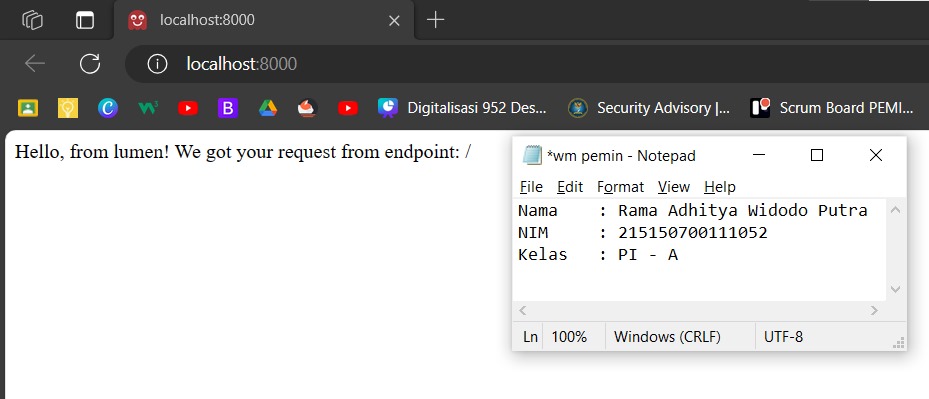 localhost:8000
localhost:8000
Digitalisasi 952 Des... Security Advisory |... Scrum Board PEMI...
Hello, from lumen! We got your request from endpoint: /
*wm pemin - Notepad
File Edit Format View Help
Nama : Rama Adhitya Widodo Putra
NIM : 215150700111052
Kelas : PI - A
Ln 100% Windows (CRLF) UTF-8